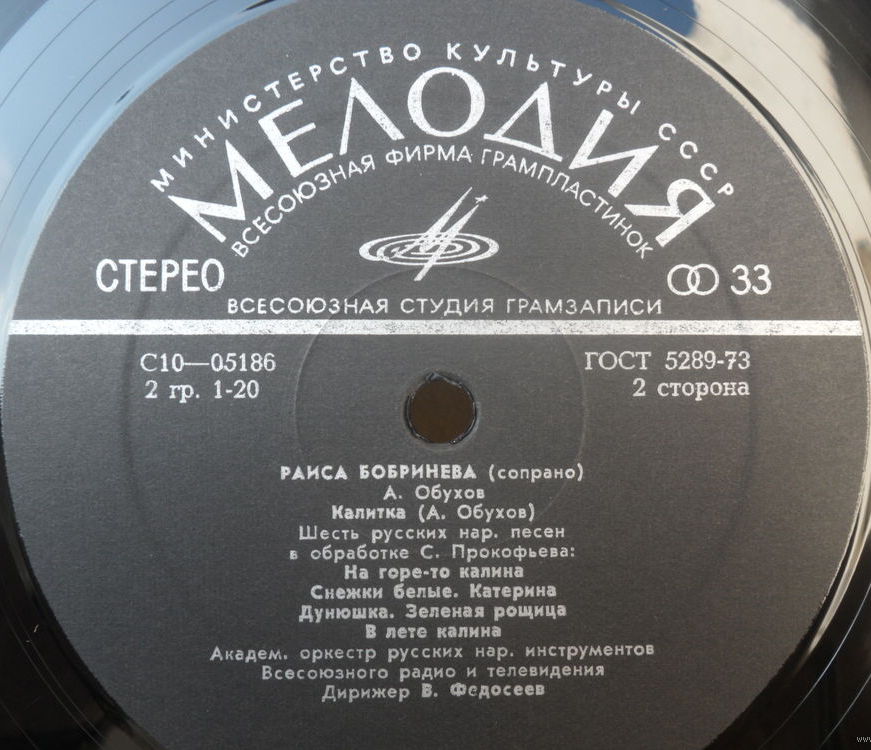 МИНИСТЕРСТВО КУЛЬТУРЫ СССР
МЕЛОДИЯ
ВСЕСОЮЗНАЯ ФИРМА ГРАМПЛАСТИНОК
СТЕРЕО
33
ВСЕСОЮЗНАЯ СТУДИЯ ГРАМЗАПИСИ
С10—05186
ГОСТ 5289-73
2 гр. 1-20
2 сторона
РАИСА БОБРИНЕВА (сопрано)
А. Обухов
Калитка (А. Обухов)
Шесть русских нар. песен
в обработке С. Прокофьева:
На горе-то калина
Снежки белые. Катерина
Дунюшка. Зеленая рощица
В лете калина
Академ. оркестр русских нар. инструментов
Всесоюзного радио и телевидения
Дирижер В. Федосеев